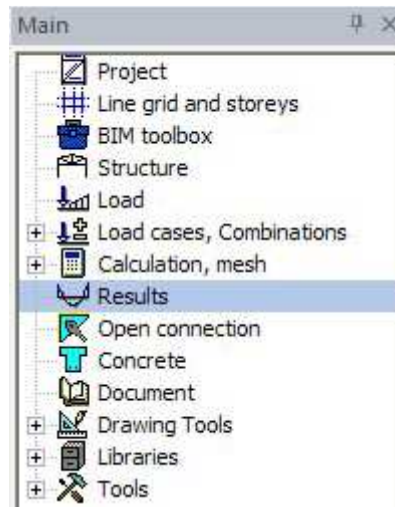 Main
Project
Line grid and storeys
BIM toolbox
Structure
Load
Load cases, Combinations
Calculation, mesh
Results
Open connection
Concrete
Document
Drawing Tools
Libraries
Tools